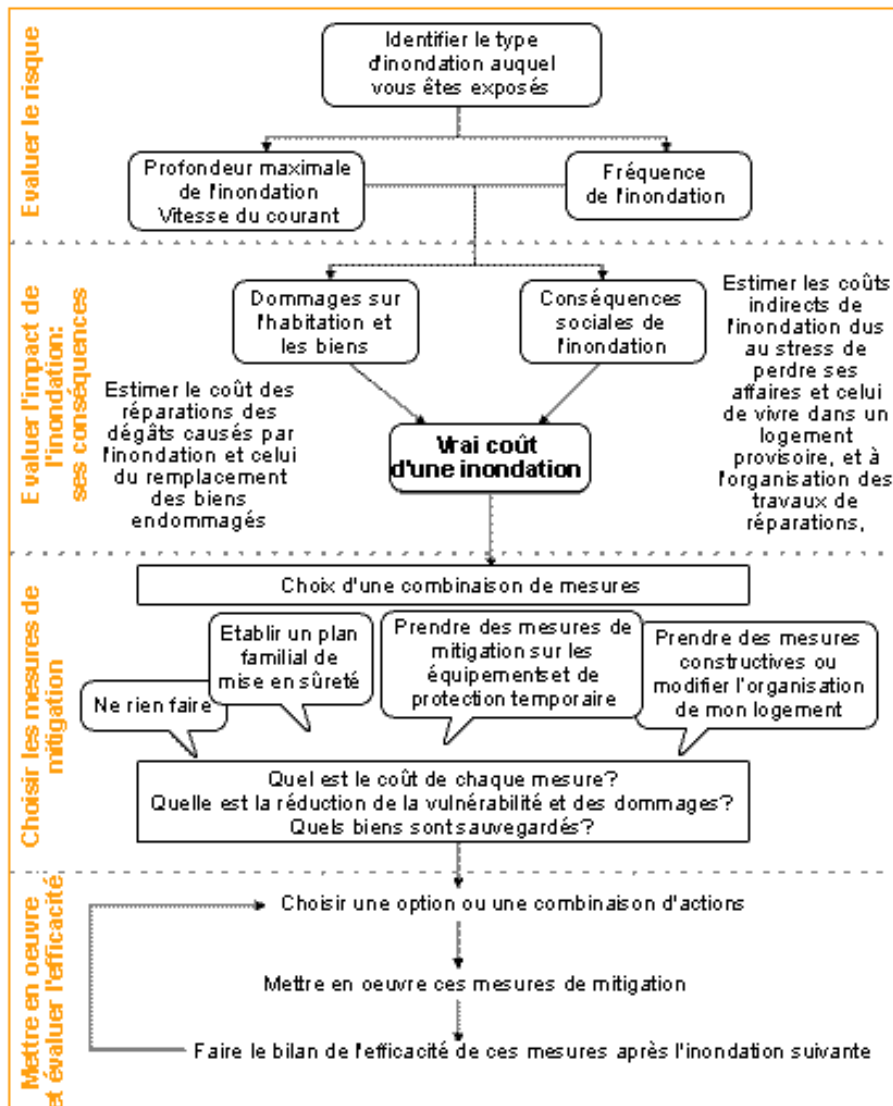 Evaluer le risque
Identifier le type
d'inondation auquel
vous êtes exposés
Profondeur maximale
de l'inondation
Vitesse du courant
Fréquence
de l'inondation
Evaluer l'impact de
l'inondation:
ses conséquences
Dommages sur
l'habitation et
les biens
Conséquences
sociales de
l'inondation
Estimer les coûts
indirects de
l'inondation dus
au stress de
perdre ses
affaires et celui
de vivre dans un
logement
provisoire, et à
l'organisation des
travaux de
réparations,
Estimer le coût des
réparations des
dégâts causés par
l'inondation et celui
du remplacement
des biens
endommagés
Vrai coût
d'une inondation
Choisir les mesures de
mitigation
Choix d'une combinaison de mesures
Ne rien faire
Etablir un plan
familial de
mise en sûreté
Prendre des mesures de
mitigation sur les
équipements et de
protection temporaire
Prendre des mesures
constructives ou
modifier l'organisation
de mon logement
Quel est le coût de chaque mesure?
Quelle est la réduction de la vulnérabilité et des dommages?
Quels biens sont sauvegardés?
Mettre en oeuvre
et évaluer l'efficacité
Choisir une option ou une combinaison d'actions
Mettre en oeuvre ces mesures de mitigation
Faire le bilan de l'efficacité de ces mesures après l'inondation suivante